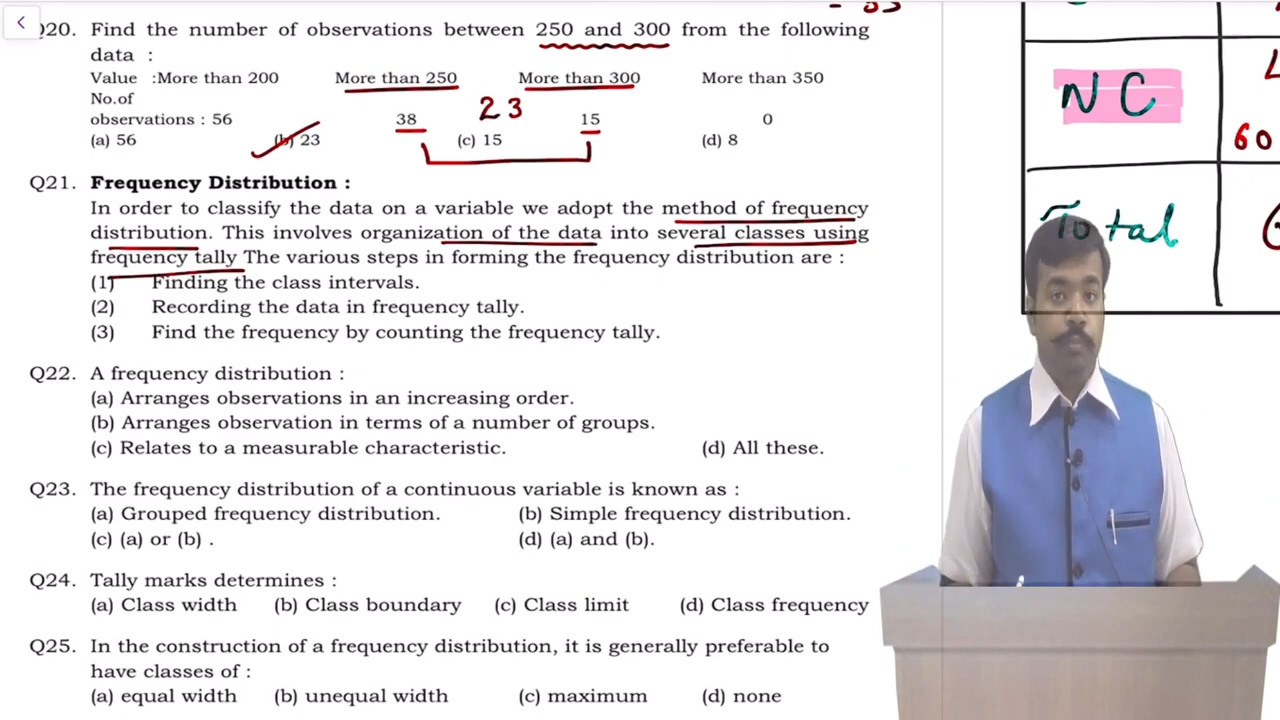 Q20. Find the number of observations between 250 and 300 from the following
data :
Value :More than 200 More than 250 More than 300 More than 350
No.of
23
observations : 56 38 15 0
(a) 56 (b) 23 (c) 15 (d) 8
Q21. Frequency Distribution :
In order to classify the data on a variable we adopt the method of frequency
distribution. This involves organization of the data into several classes using
frequency tally The various steps in forming the frequency distribution are :
(1) Finding the class intervals.
(2) Recording the data in frequency tally.
(3) Find the frequency by counting the frequency tally.
Q22. A frequency distribution :
(a) Arranges observations in an increasing order.
(b) Arranges observation in terms of a number of groups.
(c) Relates to a measurable characteristic. (d) All these.
Q23. The frequency distribution of a continuous variable is known as :
(a) Grouped frequency distribution. (b) Simple frequency distribution.
(c) (a) or (b) . (d) (a) and (b).
Q24. Tally marks determines :
(a) Class width (b) Class boundary (c) Class limit (d) Class frequency
Q25. In the construction of a frequency distribution, it is generally preferable to
have classes of :
(a) equal width (b) unequal width (c) maximum (d) none
NC
60
Total